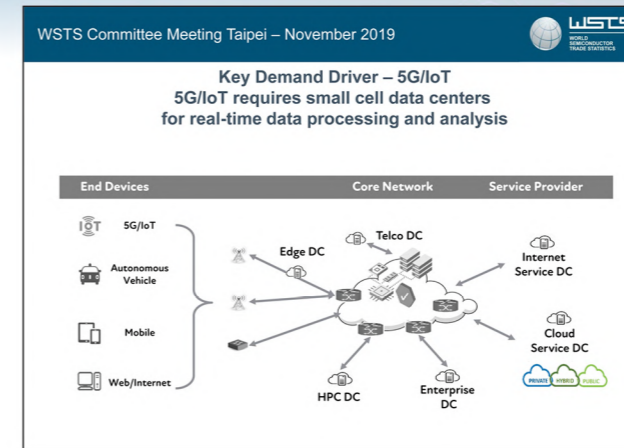 WSTS Committee Meeting Taipei – November 2019
WSTS
WORLD
SEMICONDUCTOR
TRADE STATISTICS
Key Demand Driver – 5G/IoT
5G/IoT requires small cell data centers
for real-time data processing and analysis
End Devices
Core Network
Service Provider
IOT
5G/IoT
Autonomous
Vehicle
Mobile
Web/Internet
Edge DC
Telco DC
HPC DC
Enterprise
DC
Internet
Service DC
Cloud
Service DC
PRIVATE
HYBRID
PUBLIC